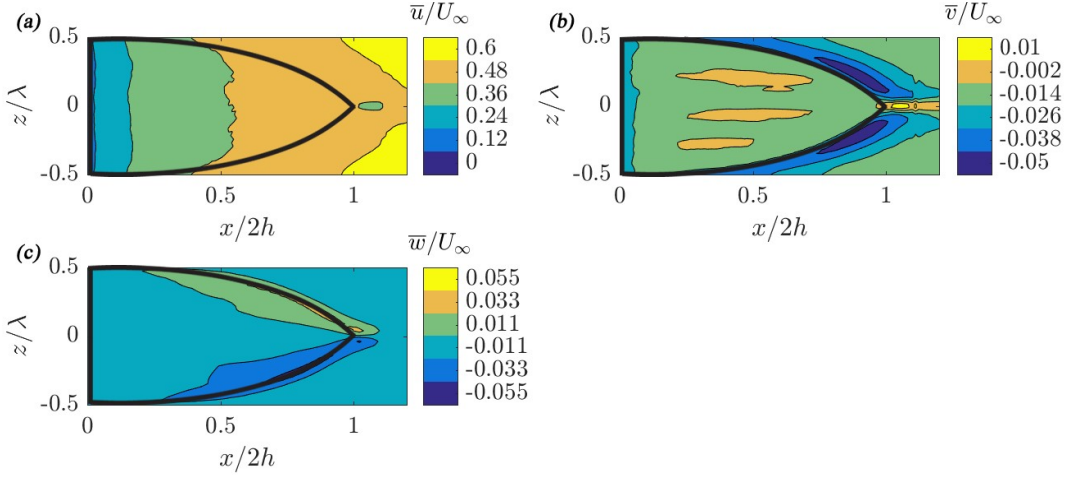 (a)
u̅/U∞
0.5
0
-0.5
z/λ
0 0.5 1
x/2h
0.6
0.48
0.36
0.24
0.12
0
(b)
v̅/U∞
0.5
0
-0.5
z/λ
0 0.5 1
x/2h
0.01
-0.002
-0.014
-0.026
-0.038
-0.05
(c)
w̅/U∞
0.5
0
-0.5
z/λ
0 0.5 1
x/2h
0.055
0.033
0.011
-0.011
-0.033
-0.055